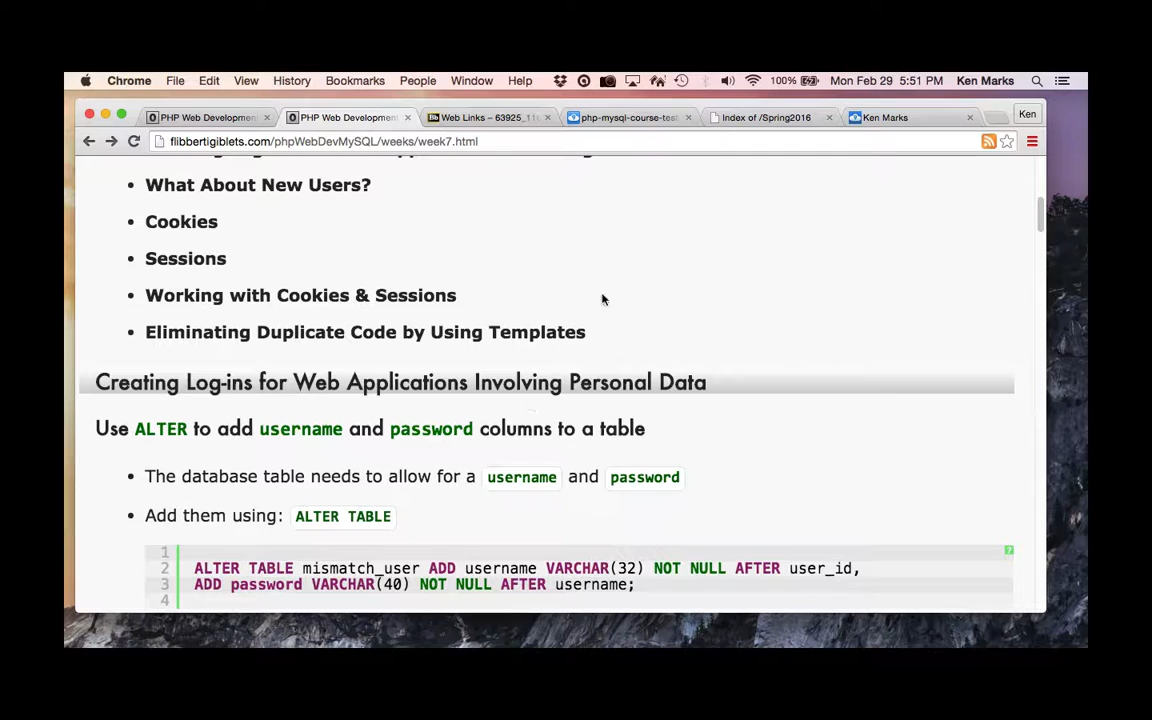 Chrome File Edit View History Bookmarks People Window Help 100% Mon Feb 29 5:51 PM Ken Marks
PHP Web Development PHP Web Development Web Links – 63925_11 php-mysql-course-test Index of /Spring2016 Ken Marks Ken
flibbertigiblets.com/phpWebDevMySQL/weeks/week7.html
• What About New Users?
• Cookies
• Sessions
• Working with Cookies & Sessions
• Eliminating Duplicate Code by Using Templates
Creating Log-ins for Web Applications Involving Personal Data
Use ALTER to add username and password columns to a table
• The database table needs to allow for a username and password
• Add them using: ALTER TABLE
1
2 ALTER TABLE mismatch_user ADD username VARCHAR(32) NOT NULL AFTER user_id,
3 ADD password VARCHAR(40) NOT NULL AFTER username;
4
?